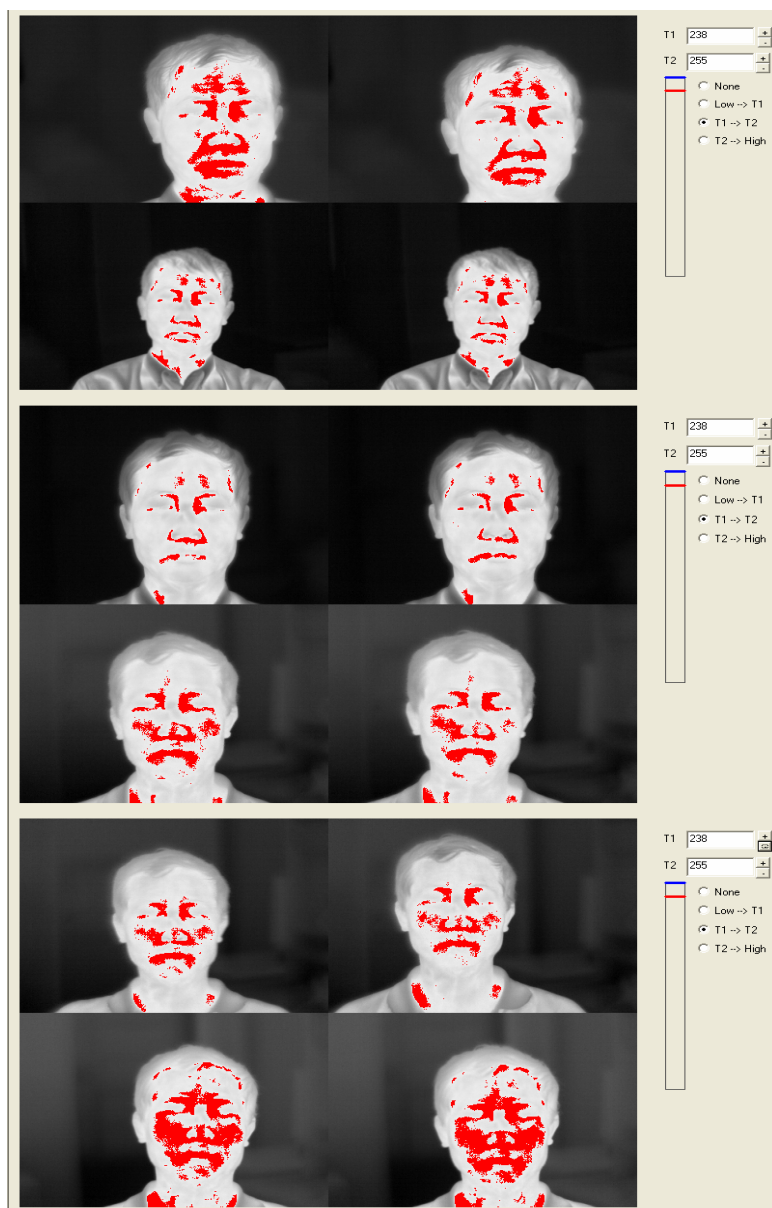 T1 238 + -
T2 255 + -
None
Low --> T1
T1 --> T2
T2 --> High
T1 238 + -
T2 255 + -
None
Low --> T1
T1 --> T2
T2 --> High
T1 238 +
T2 255 + -
None
Low --> T1
T1 --> T2
T2 --> High